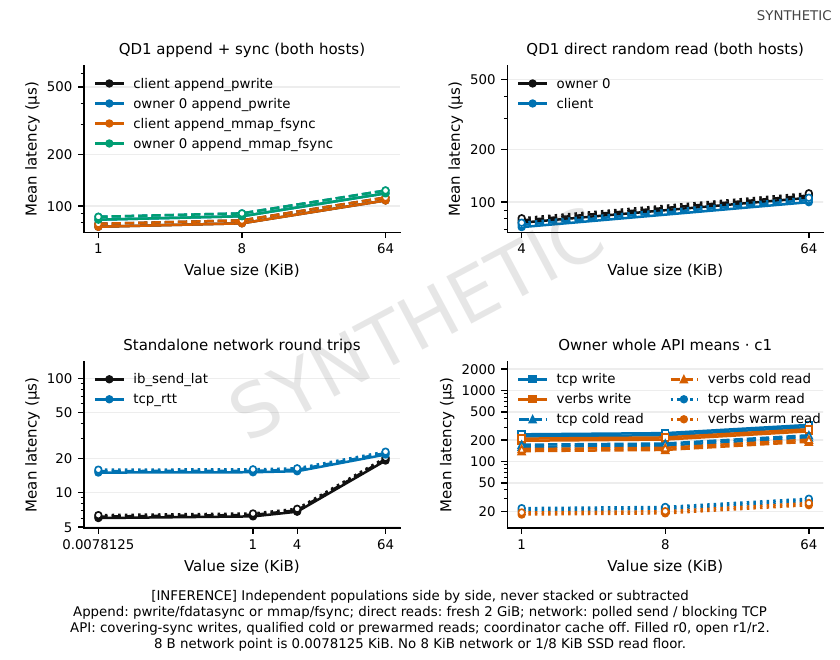 SYNTHETIC
QD1 append + sync (both hosts)
Mean latency (µs)
500
200
100
client append_pwrite
owner 0 append_pwrite
client append_mmap_fsync
owner 0 append_mmap_fsync
1
8
64
Value size (KiB)
QD1 direct random read (both hosts)
Mean latency (µs)
500
200
100
owner 0
client
4
64
Value size (KiB)
SYNTHETIC
Standalone network round trips
Mean latency (µs)
100
50
20
10
5
ib_send_lat
tcp_rtt
0.0078125
1
4
64
Value size (KiB)
Owner whole API means · c1
Mean latency (µs)
2000
1000
500
200
100
50
20
tcp write
verbs write
tcp cold read
verbs cold read
tcp warm read
verbs warm read
1
8
64
Value size (KiB)
[INFERENCE] Independent populations side by side, never stacked or subtracted
Append: pwrite/fdatasync or mmap/fsync; direct reads: fresh 2 GiB; network: polled send / blocking TCP
API: covering-sync writes, qualified cold or prewarmed reads; coordinator cache off. Filled r0, open r1/r2.
8 B network point is 0.0078125 KiB. No 8 KiB network or 1/8 KiB SSD read floor.